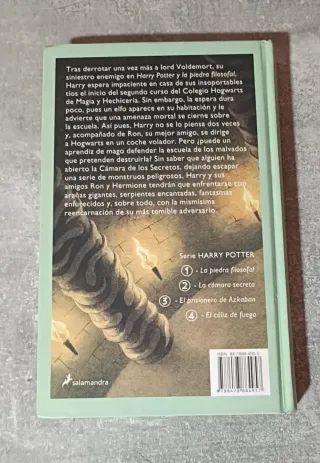 Tras derrotar una vez más a lord Voldemort, su
siniestro enemigo en Harry Potter y la piedra filosofal,
Harry espera impaciente en casa de sus insoportables
tíos el inicio del segundo curso del Colegio Hogwarts
de Magia y Hechicería. Sin embargo, la espera dura
poco, pues un elfo aparece en su habitación y le
advierte que una amenaza mortal se cierne sobre
la escuela. Así pues, Harry no se lo piensa dos veces
y, acompañado de Ron, su mejor amigo, se dirige
a Hogwarts en un coche volador. Pero ¿puede un
aprendiz de mago defender la escuela de los malvados
que pretenden destruirla? Sin saber que alguien ha
abierto la Cámara de los Secretos, dejando escapar
una serie de monstruos peligrosos, Harry y sus
amigos Ron y Hermione tendrán que enfrentarse con
arañas gigantes, serpientes encantadas, fantasmas
enfurecidos y, sobre todo, con la mismísima
reencarnación de su más temible adversario.
Serie HARRY POTTER
1 - La piedra filosofal
2 - La cámara secreta
3 - El prisionero de Azkaban
4 - El cáliz de fuego
salamandra